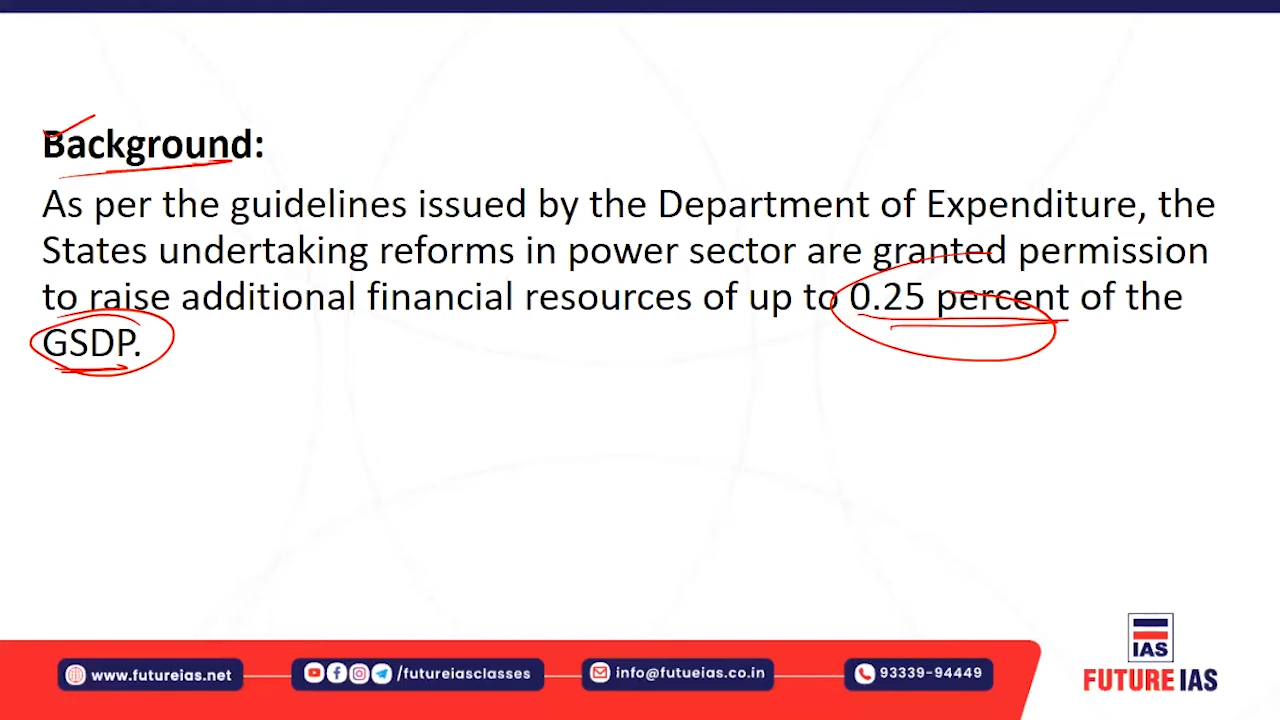 Background:
As per the guidelines issued by the Department of Expenditure, the
States undertaking reforms in power sector are granted permission
to raise additional financial resources of up to 0.25 percent of the
GSDP.
IAS
FUTURE IAS
www.futureias.net
/futureiasclasses
info@futueias.co.in
93339-94449